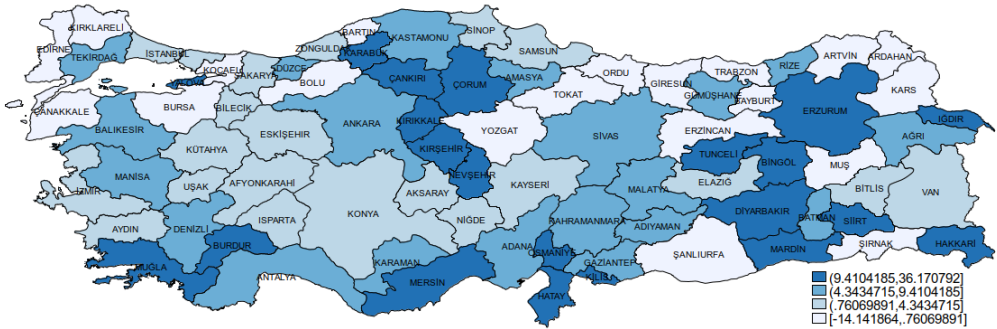 KIRKLARELİ
EDİRNE
TEKİRDAĞ
İSTANBUL
KOCAELİ
YALOVA
SAKARYA
DÜZCE
ZONGULDAK
BARTIN
KARABÜK
KASTAMONU
SİNOP
SAMSUN
BOLU
ÇANKIRI
ÇORUM
AMASYA
ORDU
TOKAT
GİRESUN
TRABZON
GÜMÜŞHANE
BAYBURT
RİZE
ARTVİN
ARDAHAN
KARS
ERZURUM
IĞDIR
AĞRI
ÇANAKKALE
BURSA
BİLECİK
BALIKESİR
ESKİŞEHİR
ANKARA
KIRIKKALE
YOZGAT
SİVAS
ERZİNCAN
KÜTAHYA
KIRŞEHİR
TUNCELİ
BİNGÖL
MUŞ
MANİSA
UŞAK
AFYONKARAHİ
NEVŞEHİR
AKSARAY
KAYSERİ
MALATYA
ELAZIĞ
BİTLİS
VAN
İZMİR
ISPARTA
KONYA
NİĞDE
KAHRAMANMARA
ADIYAMAN
DİYARBAKIR
BATMAN
SİİRT
AYDIN
DENİZLİ
BURDUR
ADANA
OSMANİYE
GAZİANTEP
ŞANLIURFA
MARDİN
ŞIRNAK
HAKKARİ
MUĞLA
ANTALYA
KARAMAN
MERSİN
KİLİS
HATAY
(9.4104185,36.170792]
(4.3434715,9.4104185]
(.76069891,4.3434715]
[-14.141864,.76069891]